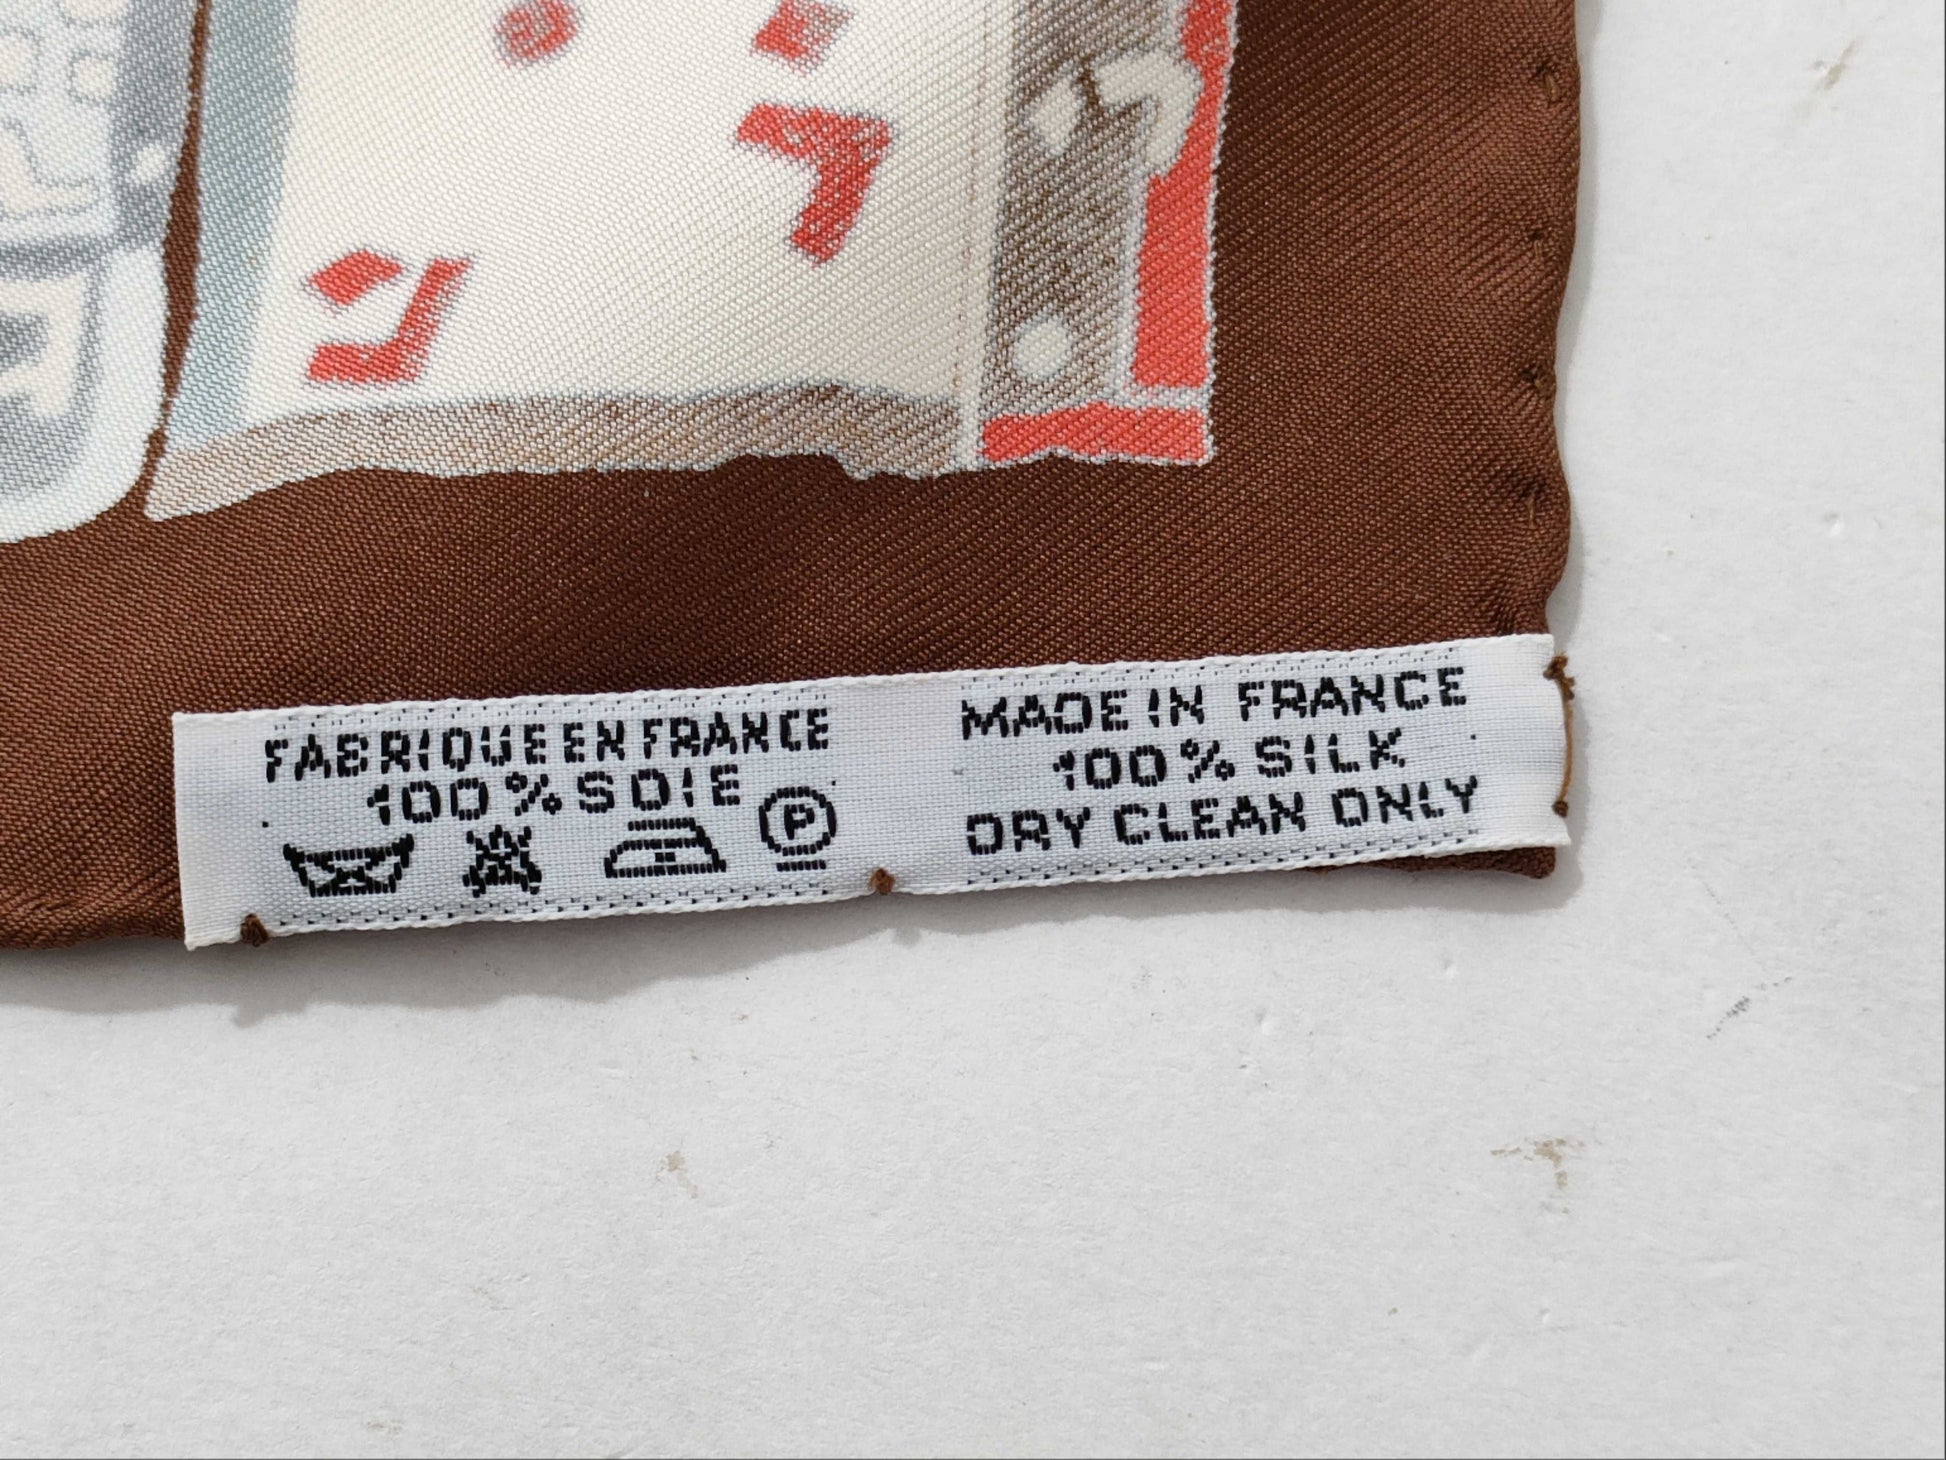 FABRIQUE EN FRANCE
100% SOIE
P
MADE IN FRANCE
100% SILK
DRY CLEAN ONLY